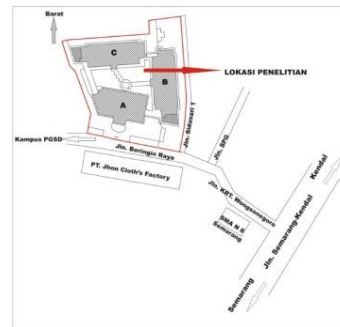 Barat
C
B
A
LOKASI PENELITIAN
Kampus PGSD
Jln. Beringin Raya
PT. Jhon Cloth's Factory
Jln. Sidasari 1
Jln. SPG
Jln. KRT. Wongsonegoro
SMA N 8
Semarang
Semarang
Jln. Semarang-Kendal
Kendal